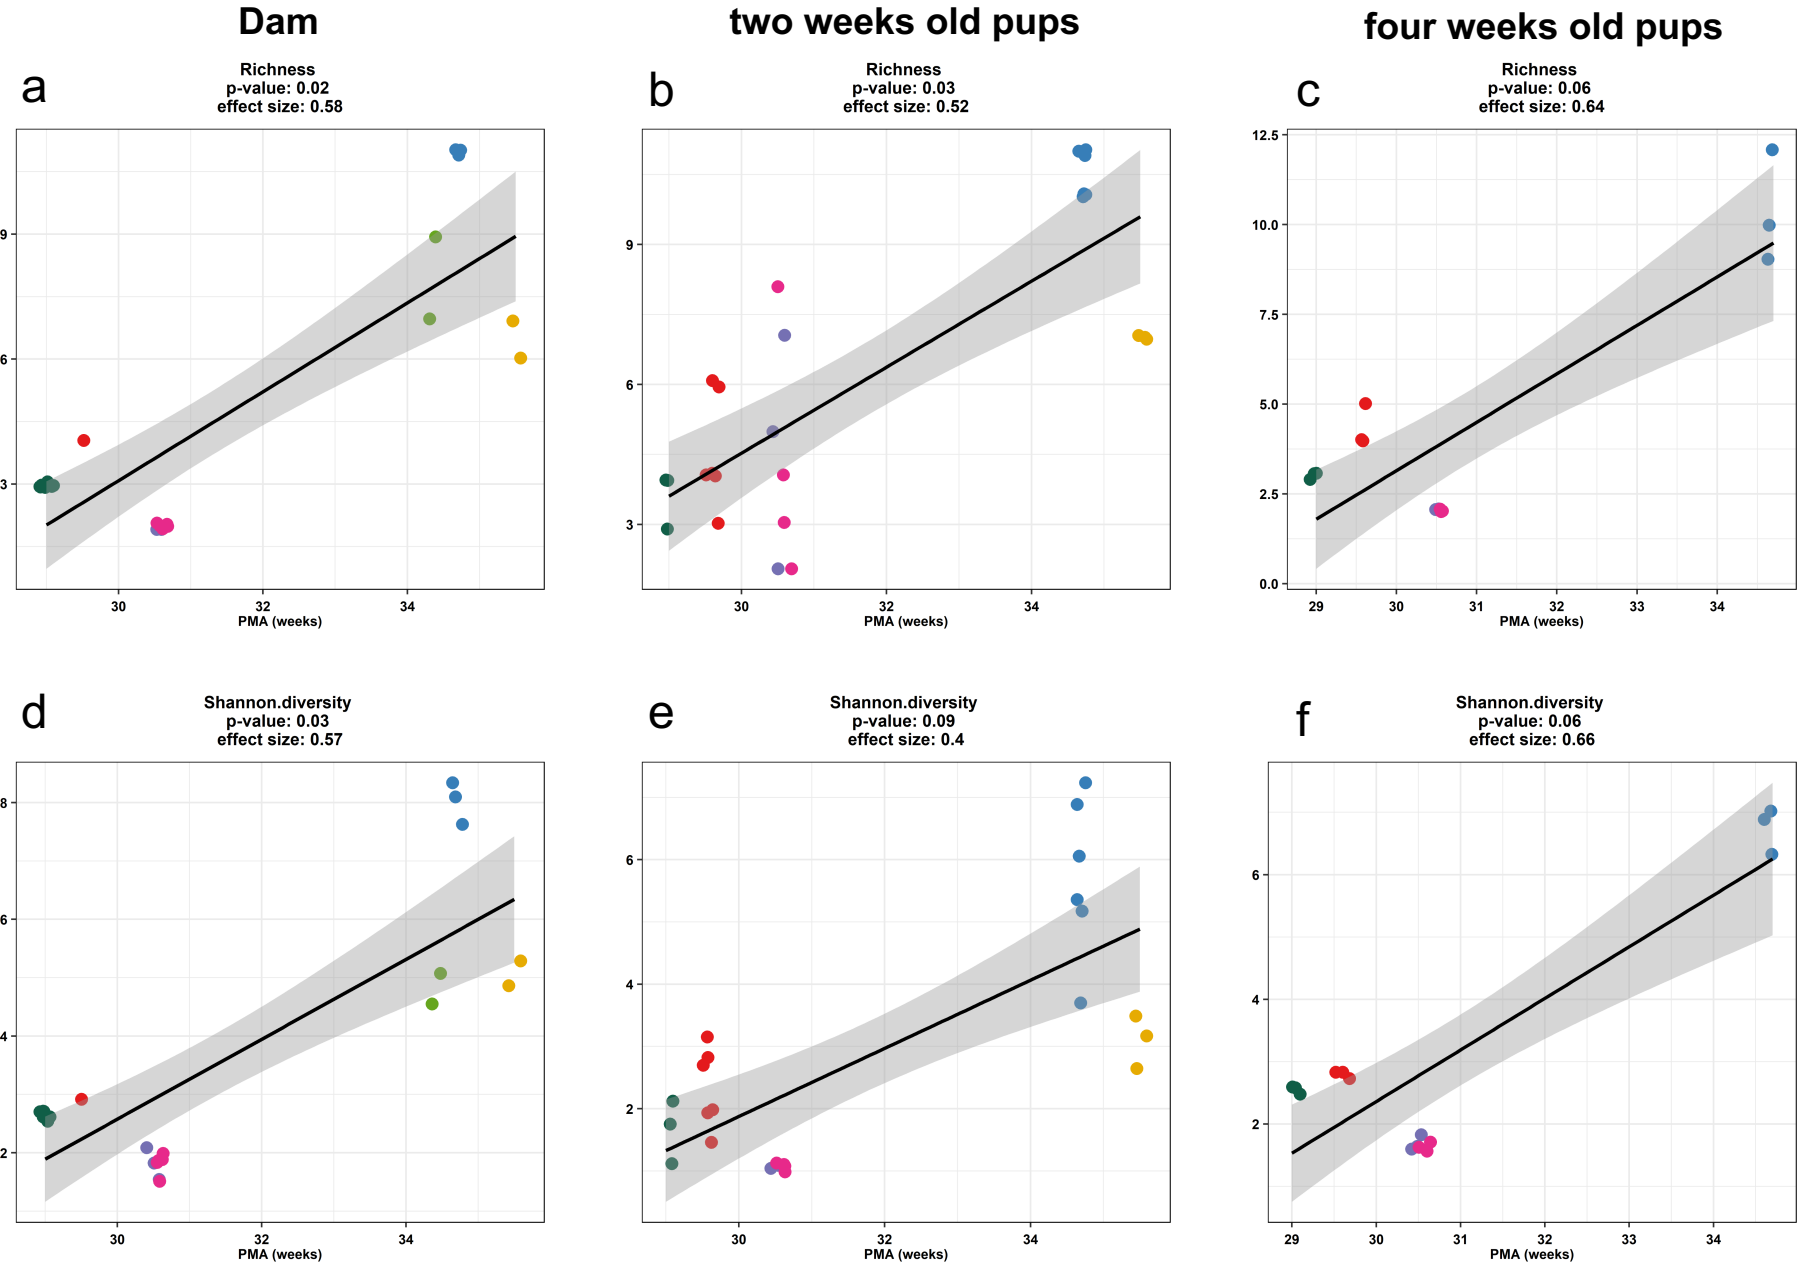 Dam
two weeks old pups
four weeks old pups
a
Richness
p-value: 0.02
effect size: 0.58
9
6
3
30 32 34
PMA (weeks)
b
Richness
p-value: 0.03
effect size: 0.52
9
6
3
30 32 34
PMA (weeks)
c
Richness
p-value: 0.06
effect size: 0.64
12.5
10.0
7.5
5.0
2.5
0.0
29 30 31 32 33 34
PMA (weeks)
d
Shannon.diversity
p-value: 0.03
effect size: 0.57
8
6
4
2
30 32 34
PMA (weeks)
e
Shannon.diversity
p-value: 0.09
effect size: 0.4
6
4
2
30 32 34
PMA (weeks)
f
Shannon.diversity
p-value: 0.06
effect size: 0.66
6
4
2
29 30 31 32 33 34
PMA (weeks)